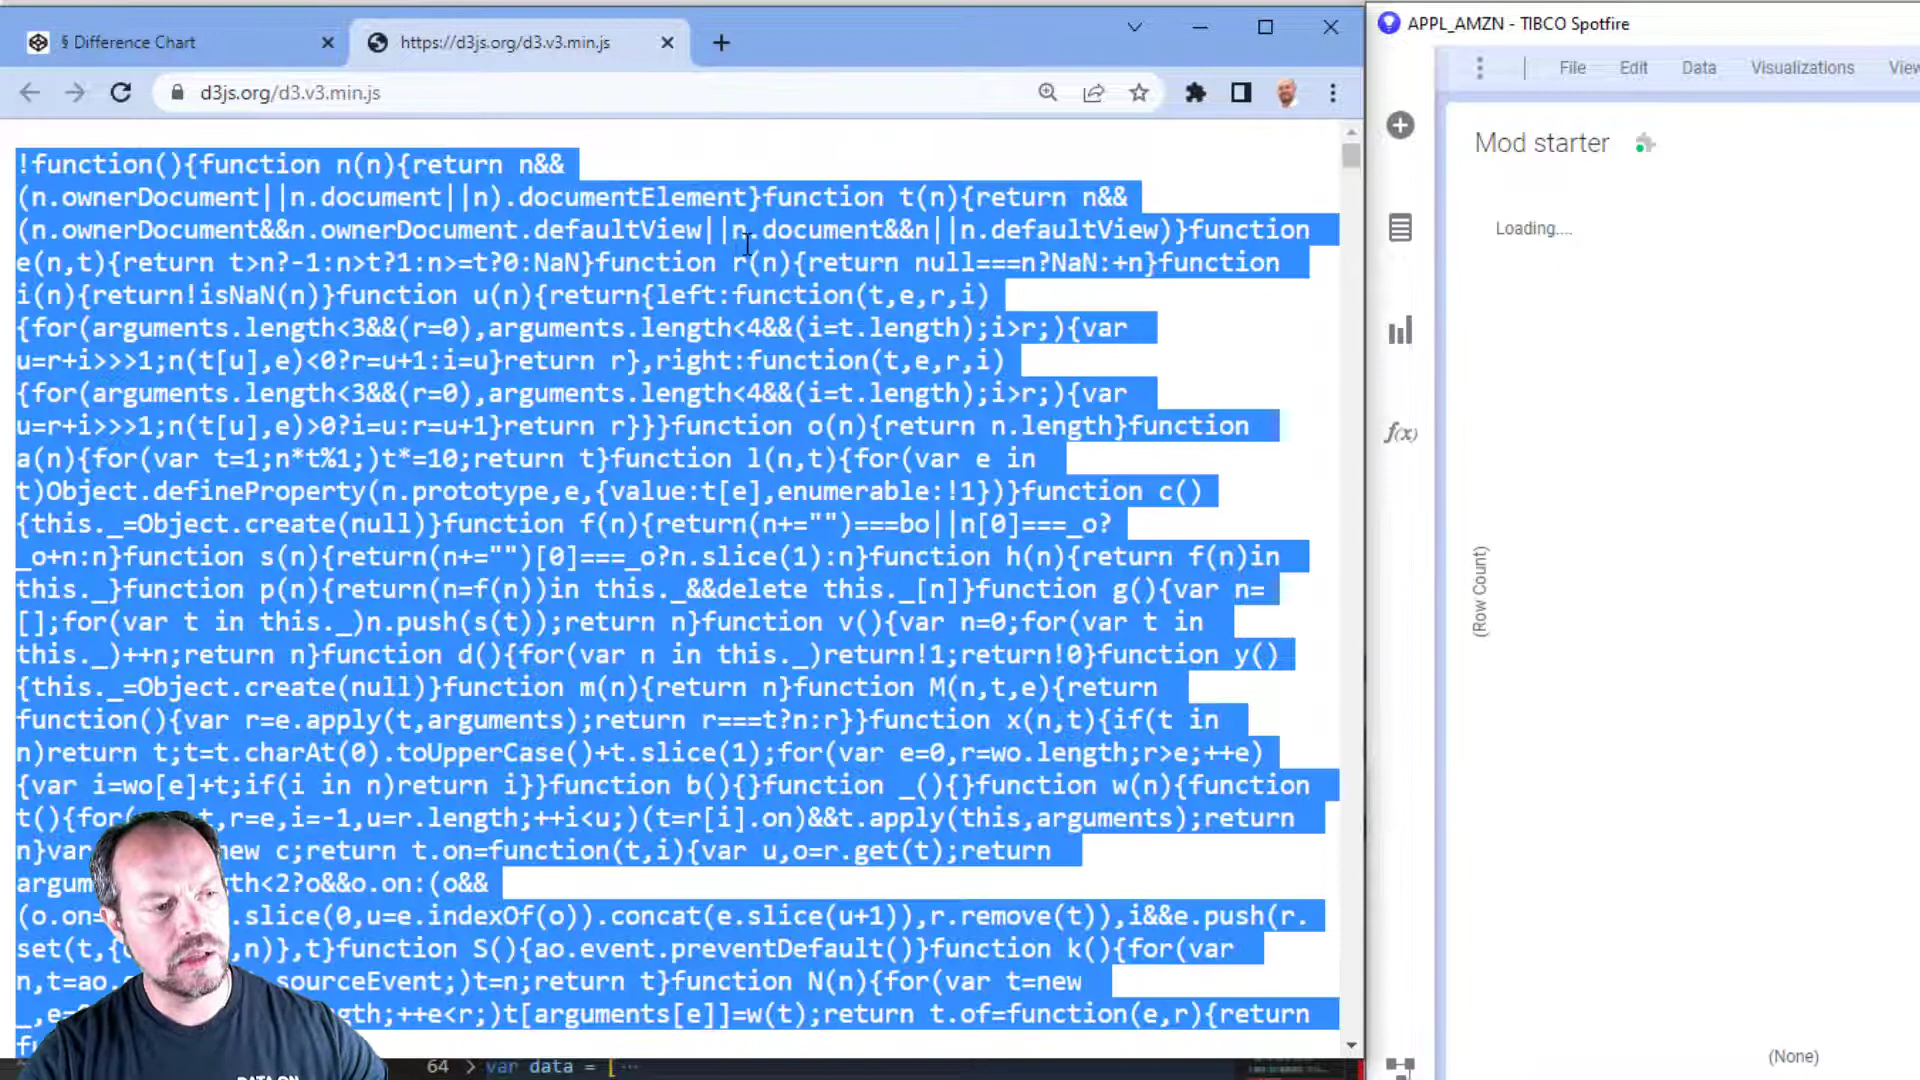 § Difference Chart
https://d3js.org/d3.v3.min.js
APPL_AMZN - TIBCO Spotfire
d3js.org/d3.v3.min.js
File Edit Data Visualizations View
Mod starter
Loading....
!function(){function n(n){return n&&
(n.ownerDocument||n.document||n).documentElement}function t(n){return n&&
(n.ownerDocument&&n.ownerDocument.defaultView||n.document&&n||n.defaultView)}function
e(n,t){return t>n?-1:n>t?1:n>=t?0:NaN}function r(n){return null===n?NaN:+n}function
i(n){return!isNaN(n)}function u(n){return{left:function(t,e,r,i)
{for(arguments.length<3&&(r=0),arguments.length<4&&(i=t.length);i>r;){var
u=r+i>>>1;n(t[u],e)<0?r=u+1:i=u}return r},right:function(t,e,r,i)
{for(arguments.length<3&&(r=0),arguments.length<4&&(i=t.length);i>r;){var
u=r+i>>>1;n(t[u],e)>0?i=u:r=u+1}return r}}}function o(n){return n.length}function
a(n){for(var t=1;n*t%1;)t*=10;return t}function l(n,t){for(var e in
t)Object.defineProperty(n.prototype,e,{value:t[e],enumerable:!1})}function c()
{this._=Object.create(null)}function f(n){return(n+="")===bo||n[0]===_o?
_o+n:n}function s(n){return(n+="")[0]===_o?n.slice(1):n}function h(n){return f(n)in
this._}function p(n){return(n=f(n))in this._&&delete this._[n]}function g(){var n=
[];for(var t in this._)n.push(s(t));return n}function v(){var n=0;for(var t in
this._)++n;return n}function d(){for(var n in this._)return!1;return!0}function y()
{this._=Object.create(null)}function m(n){return n}function M(n,t,e){return
function(){var r=e.apply(t,arguments);return r===t?n:r}}function x(n,t){if(t in
n)return t;t=t.charAt(0).toUpperCase()+t.slice(1);for(var e=0,r=wo.length;r>e;++e)
{var i=wo[e]+t;if(i in n)return i}}function b(){}function _(){}function w(n){function
t(){for( t,r=e,i=-1,u=r.length;++i<u;)(t=r[i].on)&&t.apply(this,arguments);return
n}var new c;return t.on=function(t,i){var u,o=r.get(t);return
argum gth<2?o&&o.on:(o&&
(o.on= .slice(0,u=e.indexOf(o)).concat(e.slice(u+1)),r.remove(t)),i&&e.push(r.
set(t,{ ,n)},t}function S(){ao.event.preventDefault()}function k(){for(var
n,t=ao. sourceEvent;)t=n;return t}function N(n){for(var t=new
_,e= gth;++e<r;)t[arguments[e]]=w(t);return t.of=function(e,r){return
f(x)
(Row Count)
(None)
64 var data = [
DATA ON